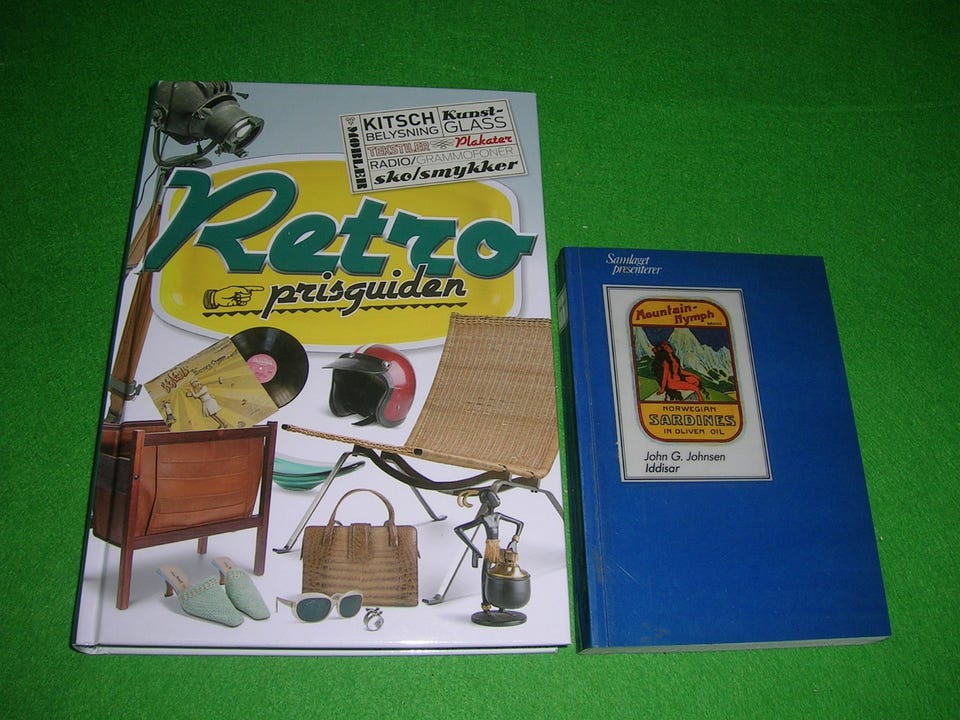 MØBLER
KITSCH
BELYSNING
Kunst-
GLASS
TEKSTILER
Plakater
RADIO/GRAMMOFONER
sko/smykker
Retro
prisguiden
Samlaget
presenterer
Mountain-
Nymph
NORWEGIAN
SARDINES
IN OLIVEN OIL
John G. Johnsen
Iddisar